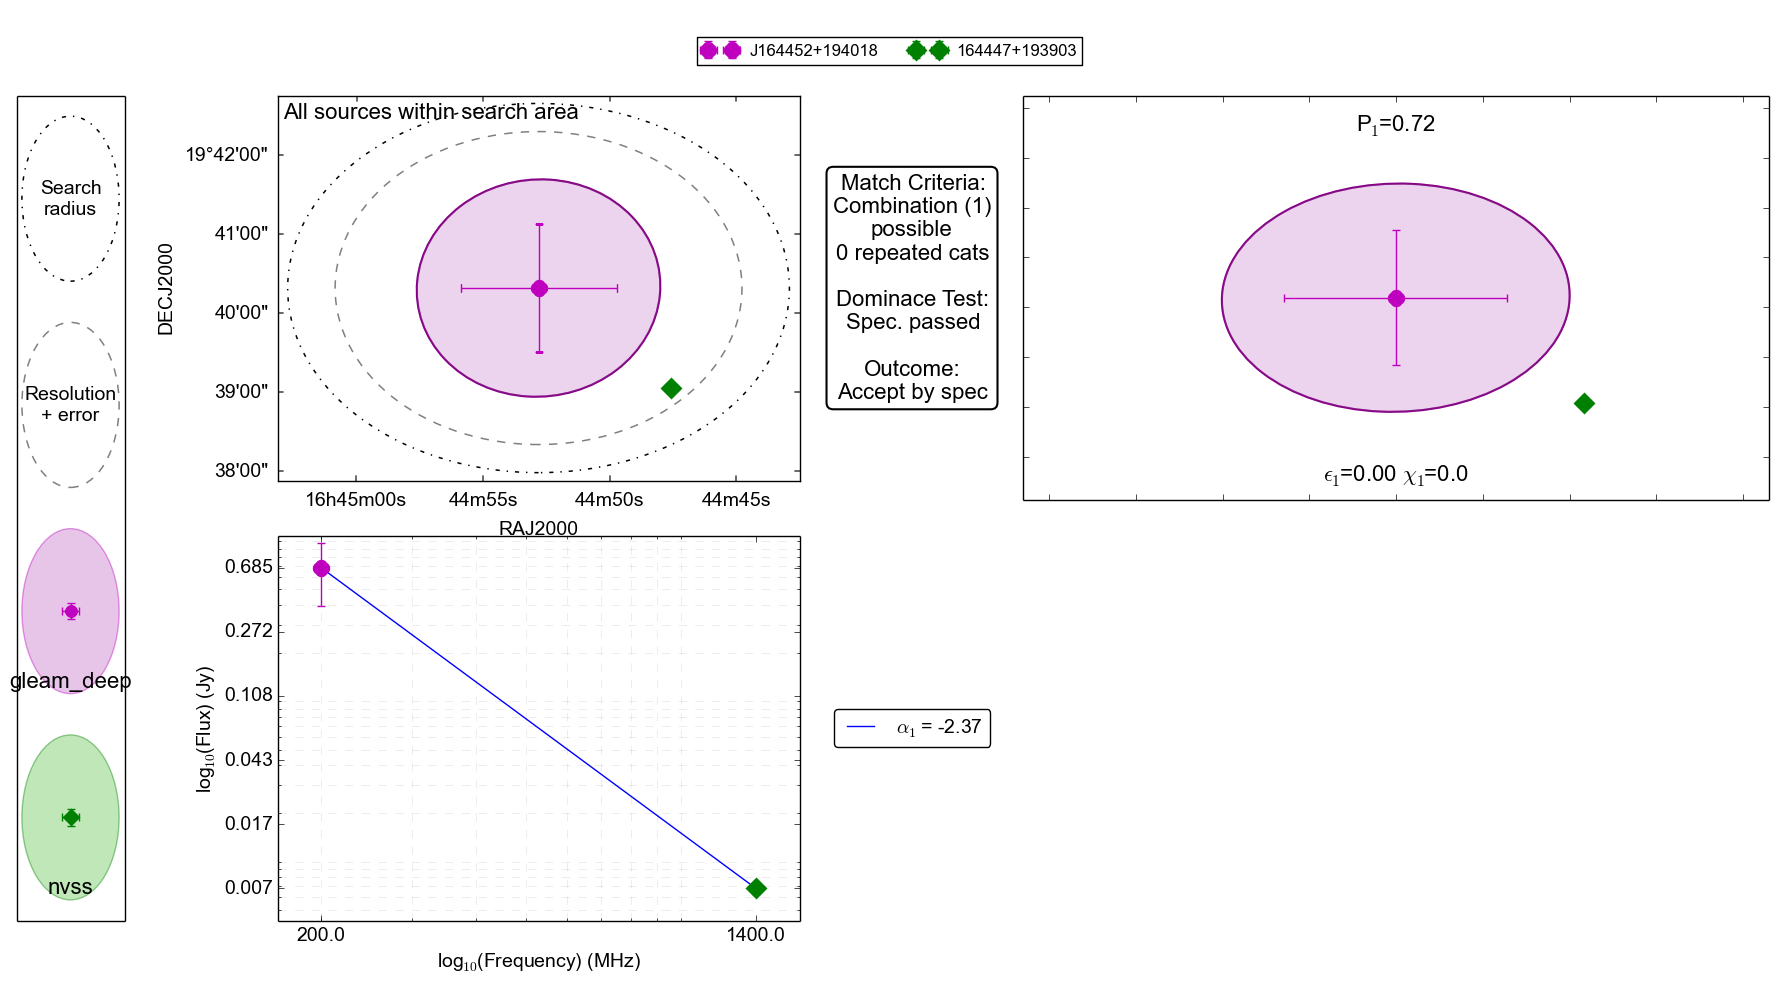 J164452+194018
164447+193903
Search
radius
Resolution
+ error
gleam_deep
nvss
All sources within search area
DECJ2000
19°42'00"
41'00"
40'00"
39'00"
38'00"
16h45m00s
44m55s
44m50s
44m45s
RAJ2000
Match Criteria:
Combination (1)
possible
0 repeated cats
Dominace Test:
Spec. passed
Outcome:
Accept by spec
P₁=0.72
ϵ₁=0.00 χ₁=0.0
log₁₀(Flux) (Jy)
0.685
0.272
0.108
0.043
0.017
0.007
200.0
1400.0
log₁₀(Frequency) (MHz)
α₁ = -2.37